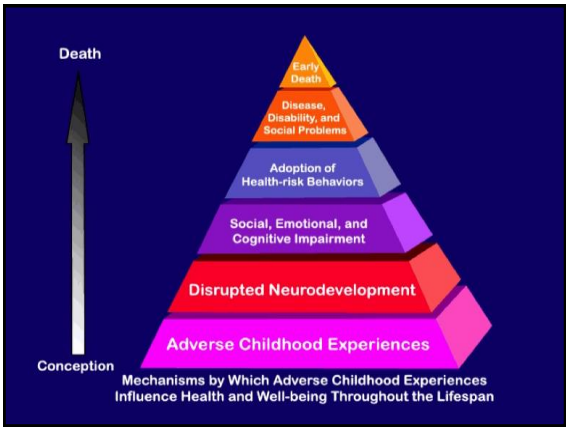 Death
Early
Death
Disease,
Disability, and
Social Problems
Adoption of
Health-risk Behaviors
Social, Emotional, and
Cognitive Impairment
Disrupted Neurodevelopment
Adverse Childhood Experiences
Conception
Mechanisms by Which Adverse Childhood Experiences
Influence Health and Well-being Throughout the Lifespan